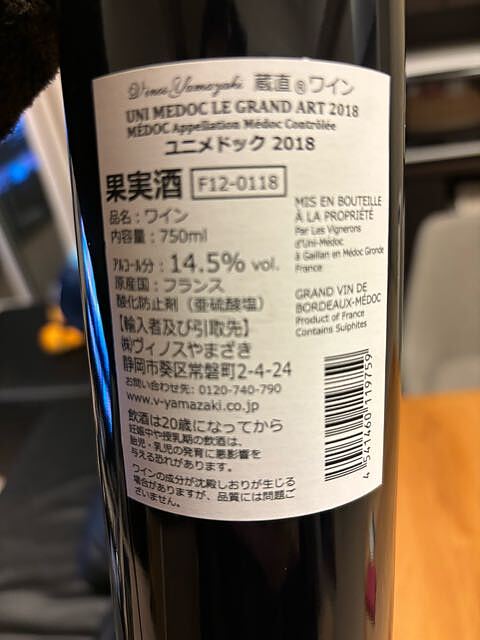 Vinos Yamazaki 蔵直®ワイン
UNI MEDOC LE GRAND ART 2018
MÉDOC Appellation Médoc Contrôlée
ユニメドック 2018
果実酒 F12-0118
品名：ワイン
内容量：750ml
アルコール分：14.5% vol.
原産国：フランス
酸化防止剤（亜硫酸塩）
【輸入者及び引取先】
㈱ヴィノスやまざき
静岡市葵区常磐町2-4-24
お問い合わせ先：0120-740-790
www.v-yamazaki.co.jp
飲酒は20歳になってから
妊娠中や授乳期の飲酒は、
胎児・乳児の発育に悪影響を
与える恐れがあります。
ワインの成分が沈殿しおりが生じる
場合がありますが、品質には問題ご
ざいません。
MIS EN BOUTEILLE
À LA PROPRIÉTÉ
Par Les Vignerons
d'Uni-Médoc
à Gaillan en Médoc Gironde
France
GRAND VIN DE
BORDEAUX-MÉDOC
Product of France
Contains Sulphites
4 541460 119759